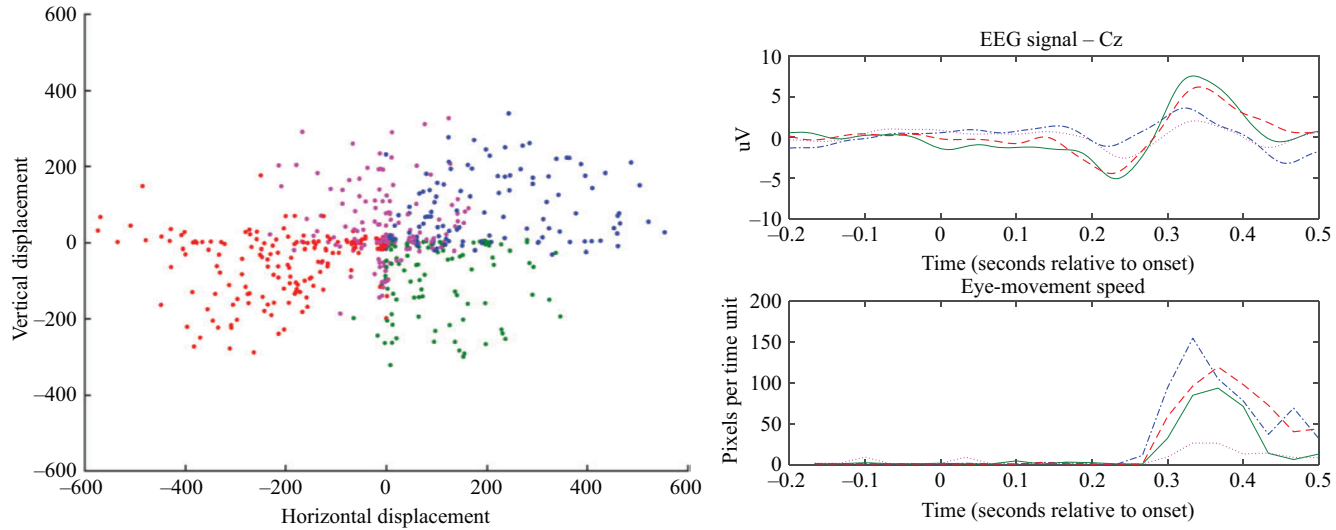 600
400
200
0
–200
–400
–600
–600 –400 –200 0 200 400 600
Vertical displacement
Horizontal displacement
EEG signal – Cz
10
5
0
–5
–10
uV
–0.2 –0.1 0 0.1 0.2 0.3 0.4 0.5
Time (seconds relative to onset)
Eye-movement speed
200
150
100
50
0
Pixels per time unit
–0.2 –0.1 0 0.1 0.2 0.3 0.4 0.5
Time (seconds relative to onset)